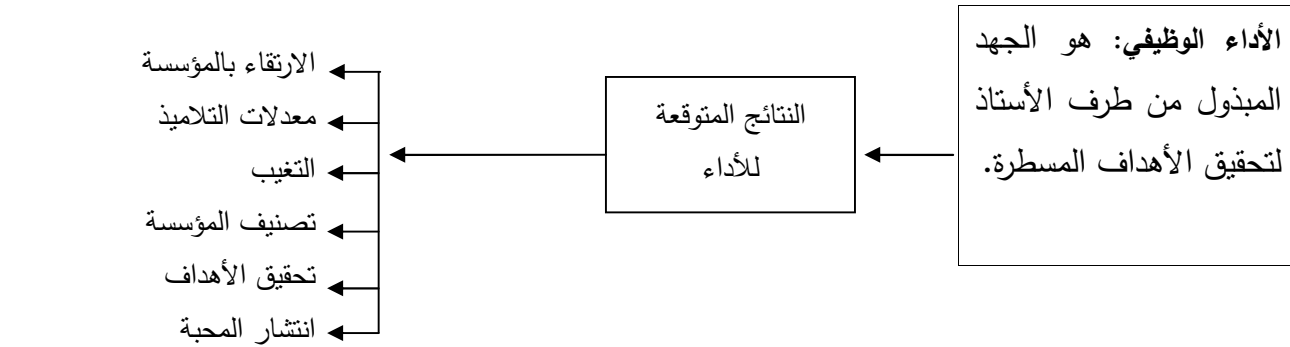 الأداء الوظيفي: هو الجهد
المبذول من طرف الأستاذ
لتحقيق الأهداف المسطرة.
النتائج المتوقعة
للأداء
الارتقاء بالمؤسسة
معدلات التلاميذ
التغيب
تصنيف المؤسسة
تحقيق الأهداف
انتشار المحبة